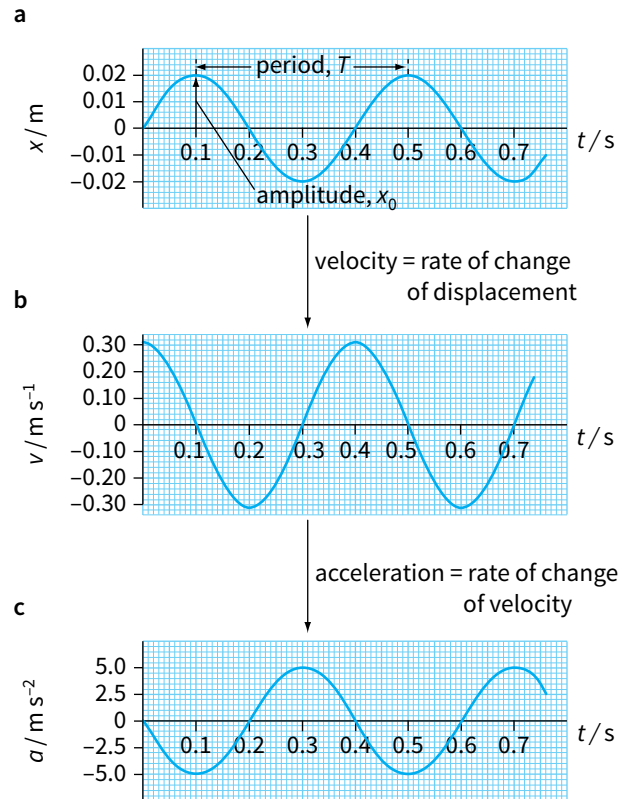 a
period, T
0.02
0.01
0
−0.01
−0.02
x / m
0.1 0.2 0.3 0.4 0.5 0.6 0.7
t / s
amplitude, x₀
velocity = rate of change
of displacement
b
0.30
0.20
0.10
0
−0.10
−0.20
−0.30
v / m s⁻¹
0.1 0.2 0.3 0.4 0.5 0.6 0.7
t / s
acceleration = rate of change
of velocity
c
5.0
2.5
0
−2.5
−5.0
a / m s⁻²
0.1 0.2 0.3 0.4 0.5 0.6 0.7
t / s